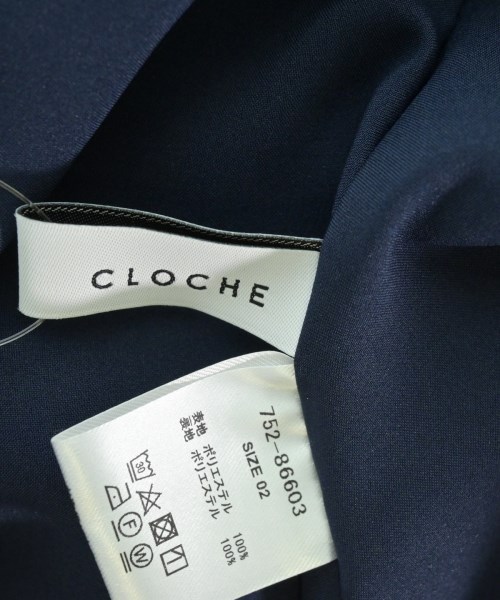 CLOCHE
752-86603
SIZE 02
表地 ポリエステル 100%
裏地 ポリエステル 100%
30
F W